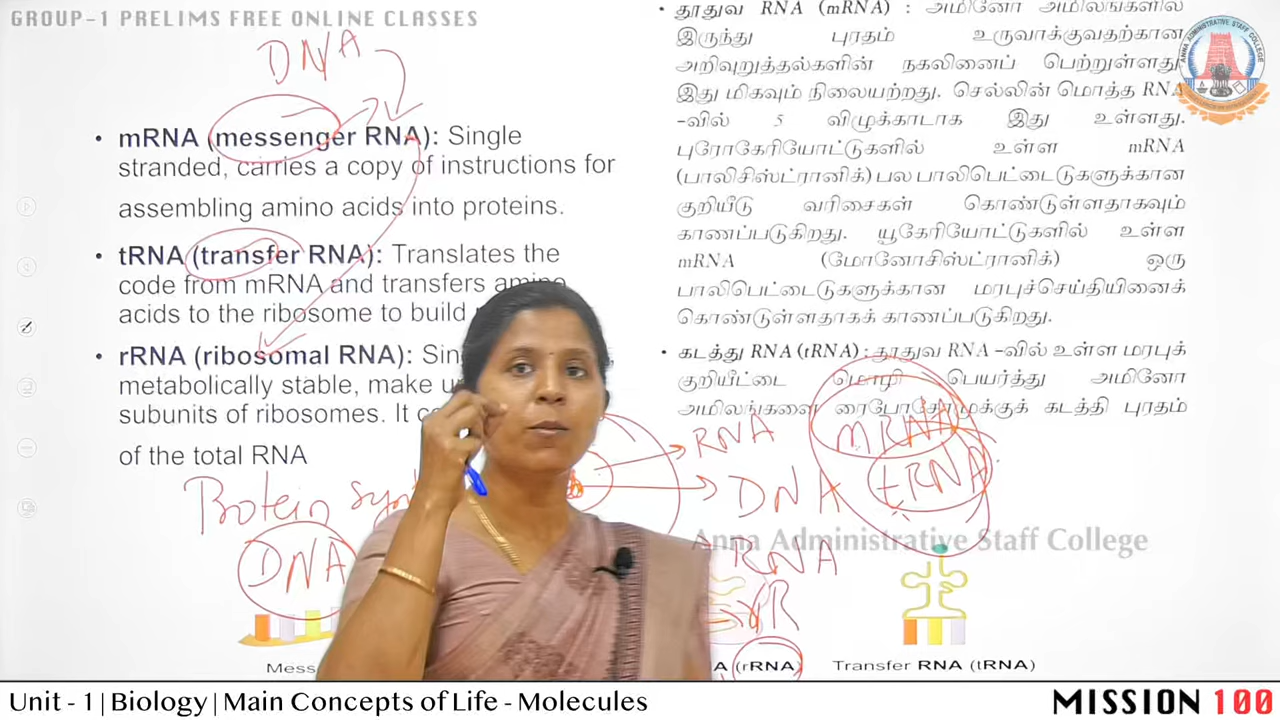 GROUP-1 PRELIMS FREE ONLINE CLASSES
DNA
• mRNA (messenger RNA): Single
stranded, carries a copy of instructions for
assembling amino acids into proteins.
• tRNA (transfer RNA): Translates the
code from mRNA and transfers amino
acids to the ribosome to build
• rRNA (ribosomal RNA):
metabolically stable, make
subunits of ribosomes. It
of the total RNA
Protein
DNA
• தூதுவ RNA (mRNA) : அமினோ அமிலங்களில்
இருந்து புரதம் உருவாக்குவதற்கான
அறிவுறுத்தல்களின் நகலினைப் பெற்றுள்ளது
இது மிகவும் நிலையற்றது. செல்லின் மொத்த RNA
-வில் 5 விழுக்காடாக இது உள்ளது.
புரோகேரியோட்டுகளில் உள்ள mRNA
(பாலிசிஸ்ட்ரானிக்) பல பாலிபெட்டைடுகளுக்கான
குறியீடு வரிசைகள் கொண்டுள்ளதாகவும்
காணப்படுகிறது. யூகேரியோட்டுகளில் உள்ள
mRNA (மோனோசிஸ்ட்ரானிக்) ஒரு
பாலிபெட்டைடுகளுக்கான மரபுச்செய்தியினைக்
கொண்டுள்ளதாகக் காணப்படுகிறது.
• கடத்து RNA (tRNA) : தூதுவ RNA -வில் உள்ள மரபுக்
குறியீட்டை மொழி பெயர்த்து அமினோ
அமிலங்களை ரைபோசோமுக்குக் கடத்தி புரதம்
RNA
mRNA
DNA
tRNA
Anna Administrative Staff College
RNA
(rRNA)
Transfer RNA (tRNA)
ANNA ADMINISTRATIVE STAFF COLLEGE
Unit - 1 | Biology | Main Concepts of Life - Molecules
MISSION 100